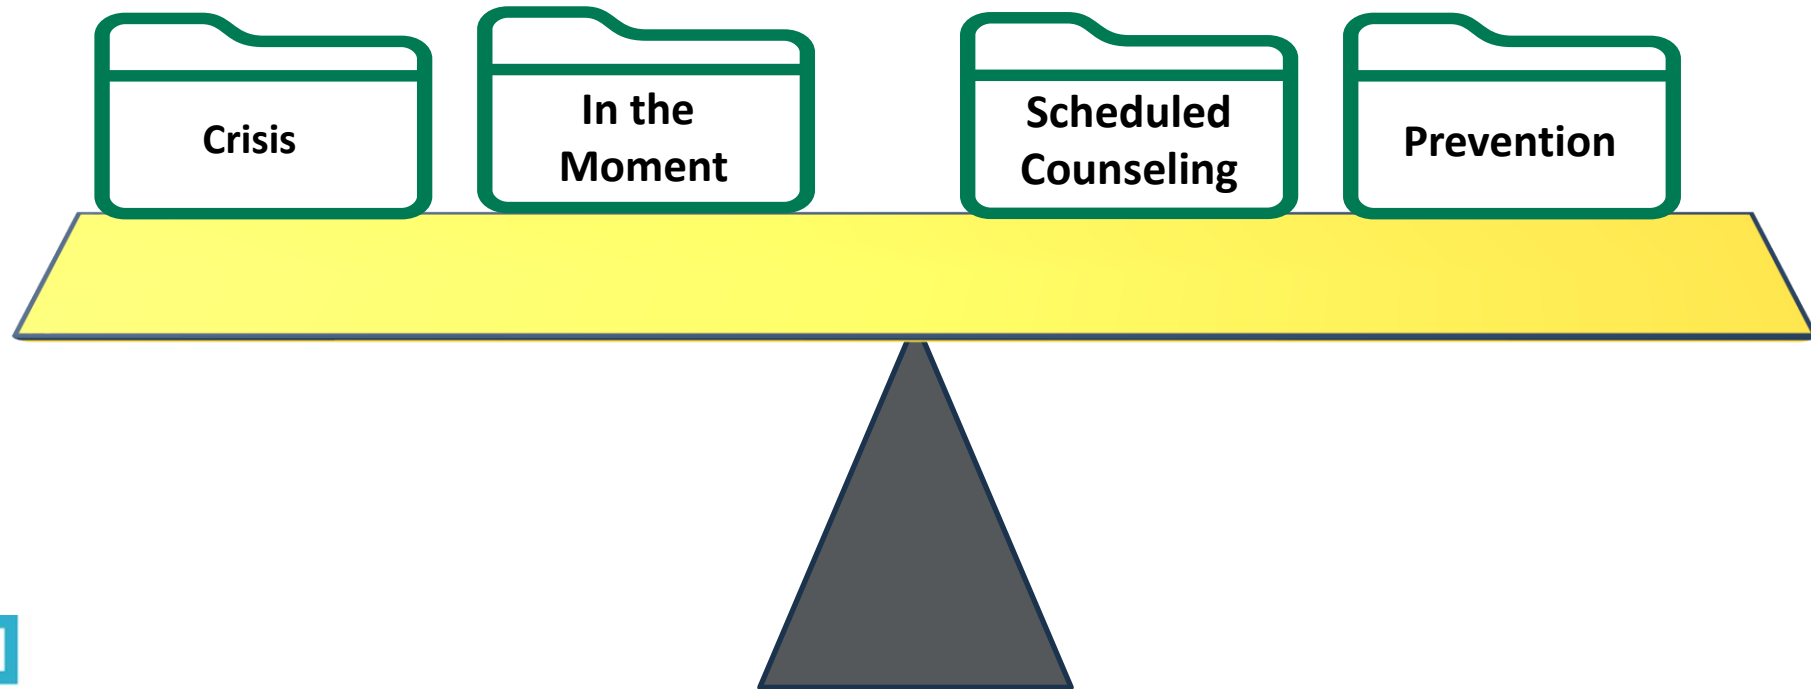 Crisis
In the
Moment
Scheduled
Counseling
Prevention